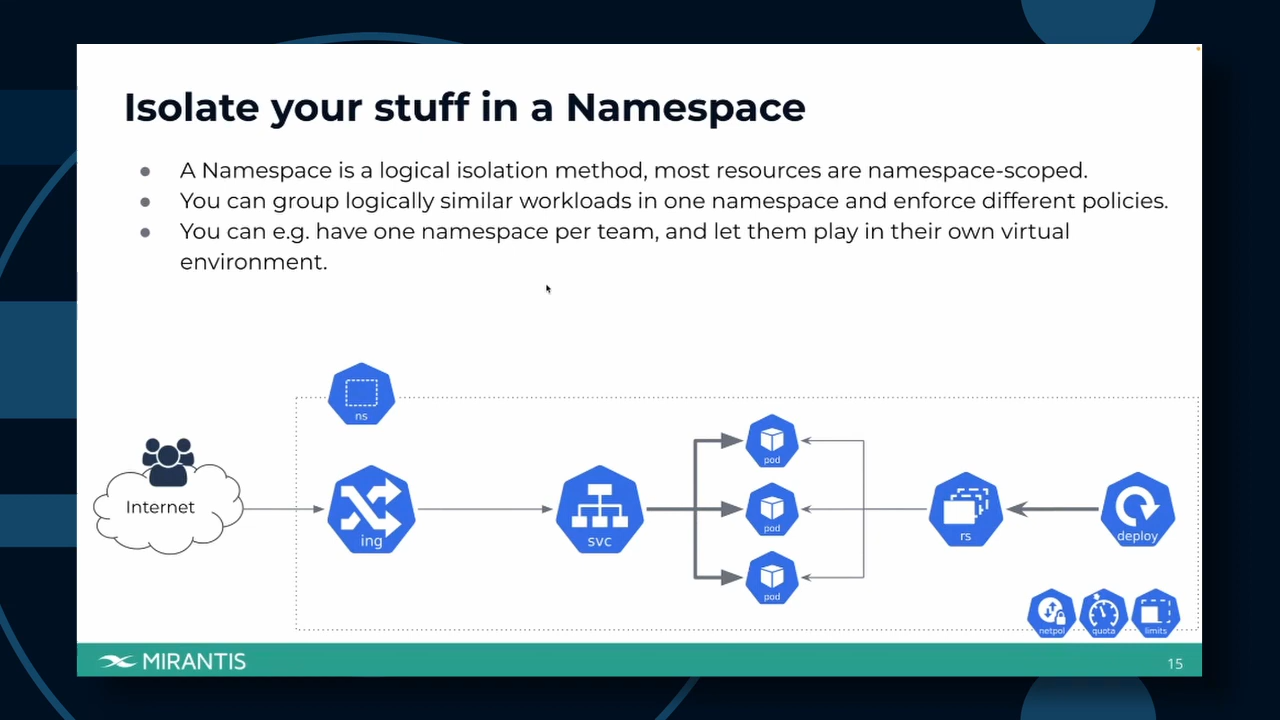 Isolate your stuff in a Namespace
● A Namespace is a logical isolation method, most resources are namespace-scoped.
● You can group logically similar workloads in one namespace and enforce different policies.
● You can e.g. have one namespace per team, and let them play in their own virtual
environment.
ns
pod
Internet
ing
svc
pod
rs
deploy
pod
netpol
quota
limits
MIRANTIS
15